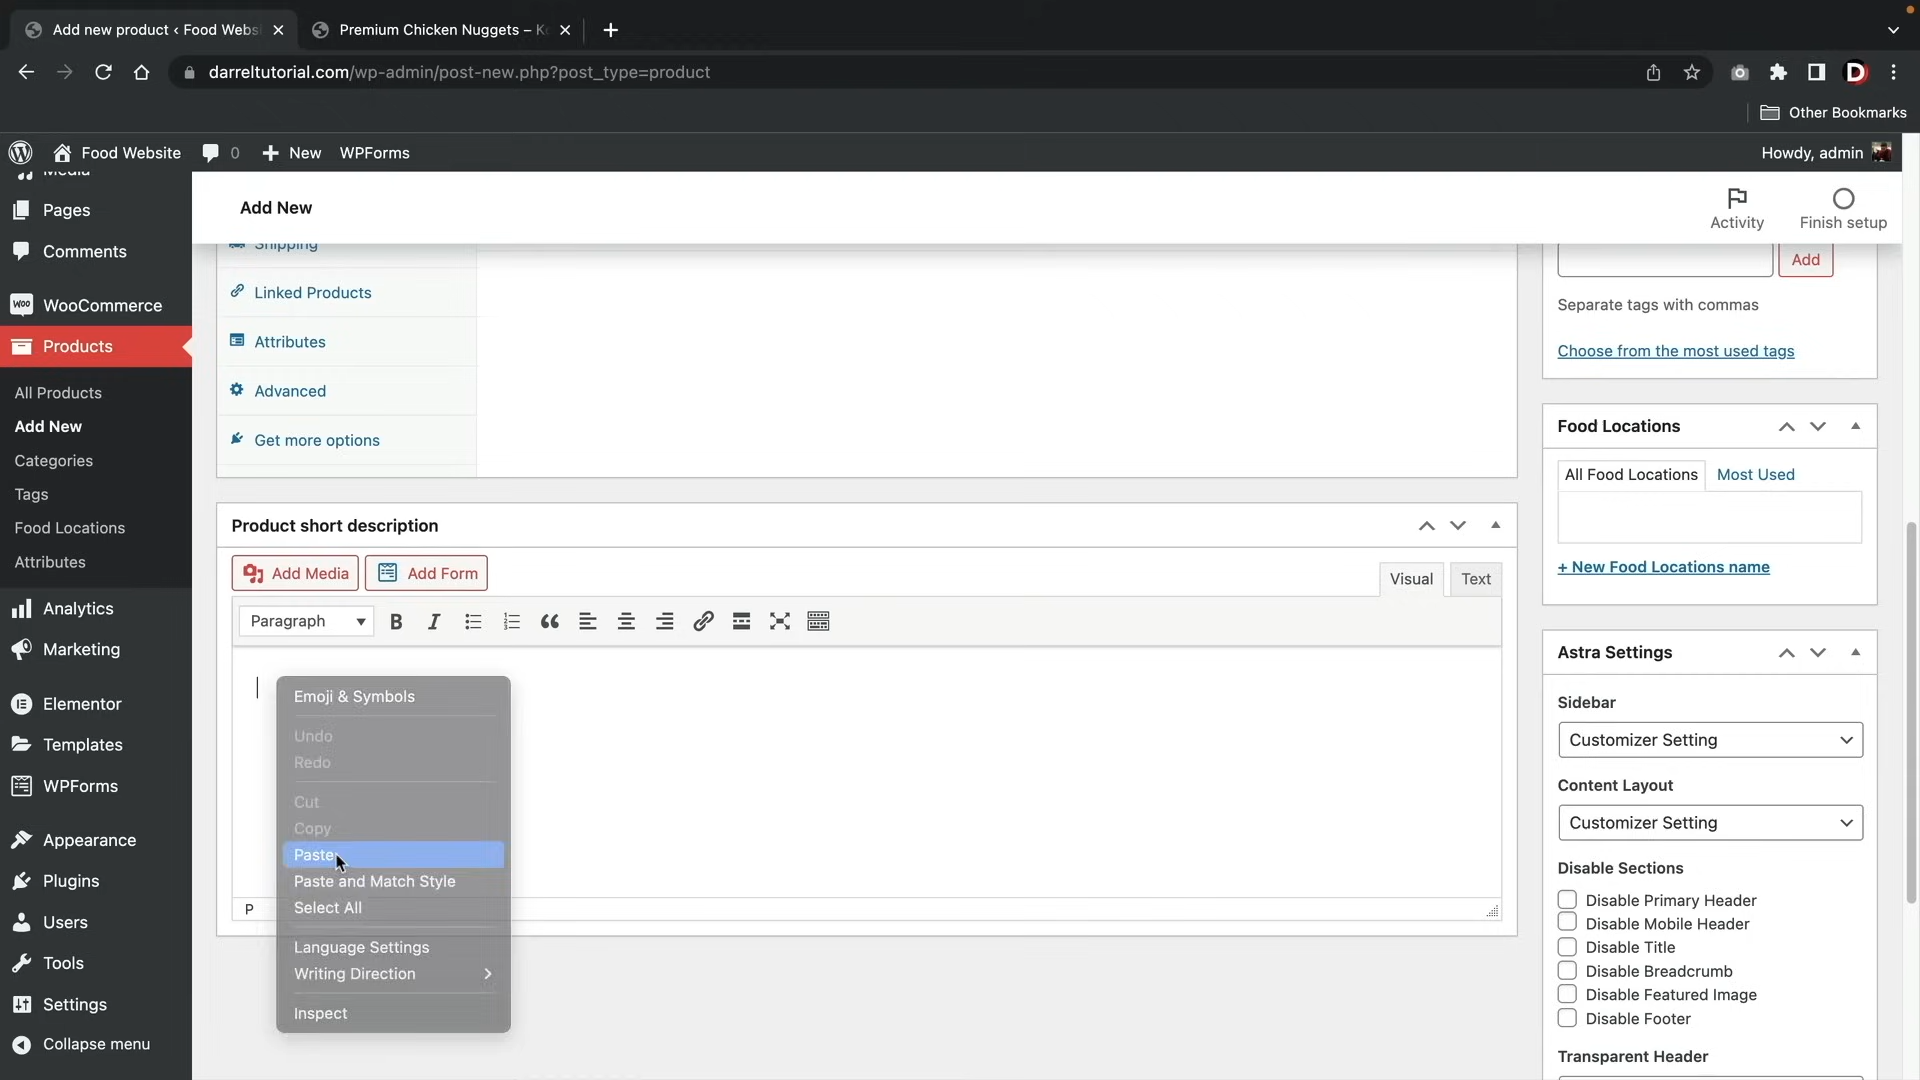 Add new product ‹ Food Webs
Premium Chicken Nuggets – K
darreltutorial.com/wp-admin/post-new.php?post_type=product
Other Bookmarks
Food Website
0
New
WPForms
Howdy, admin
Media
Pages
Comments
WooCommerce
Products
All Products
Add New
Categories
Tags
Food Locations
Attributes
Analytics
Marketing
Elementor
Templates
WPForms
Appearance
Plugins
Users
Tools
Settings
Collapse menu
Add New
Activity
Finish setup
Shipping
Linked Products
Attributes
Advanced
Get more options
Product short description
Add Media
Add Form
Visual
Text
Paragraph
Emoji & Symbols
Undo
Redo
Cut
Copy
Paste
Paste and Match Style
Select All
Language Settings
Writing Direction
Inspect
P
Add
Separate tags with commas
Choose from the most used tags
Food Locations
All Food Locations
Most Used
+ New Food Locations name
Astra Settings
Sidebar
Customizer Setting
Content Layout
Customizer Setting
Disable Sections
Disable Primary Header
Disable Mobile Header
Disable Title
Disable Breadcrumb
Disable Featured Image
Disable Footer
Transparent Header